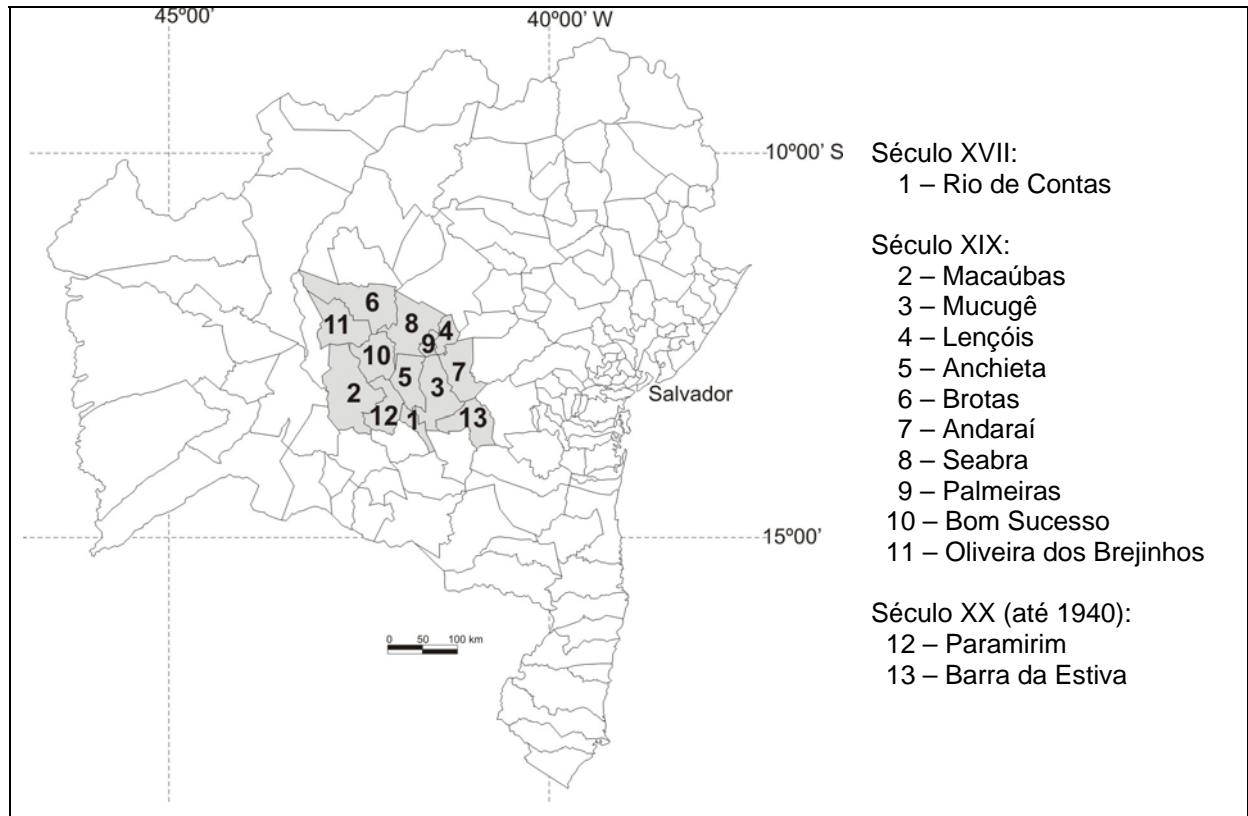 45º00’ 40º00’ W
10º00’ S
Século XVII:
1 – Rio de Contas
Século XIX:
2 – Macaúbas
3 – Mucugê
4 – Lençóis
5 – Anchieta
6 – Brotas
7 – Andaraí
8 – Seabra
9 – Palmeiras
10 – Bom Sucesso
11 – Oliveira dos Brejinhos
Século XX (até 1940):
12 – Paramirim
13 – Barra da Estiva
6
11 8 4
9
10
7
5
2 3
12 1 13
Salvador
15º00’
0 50 100 km